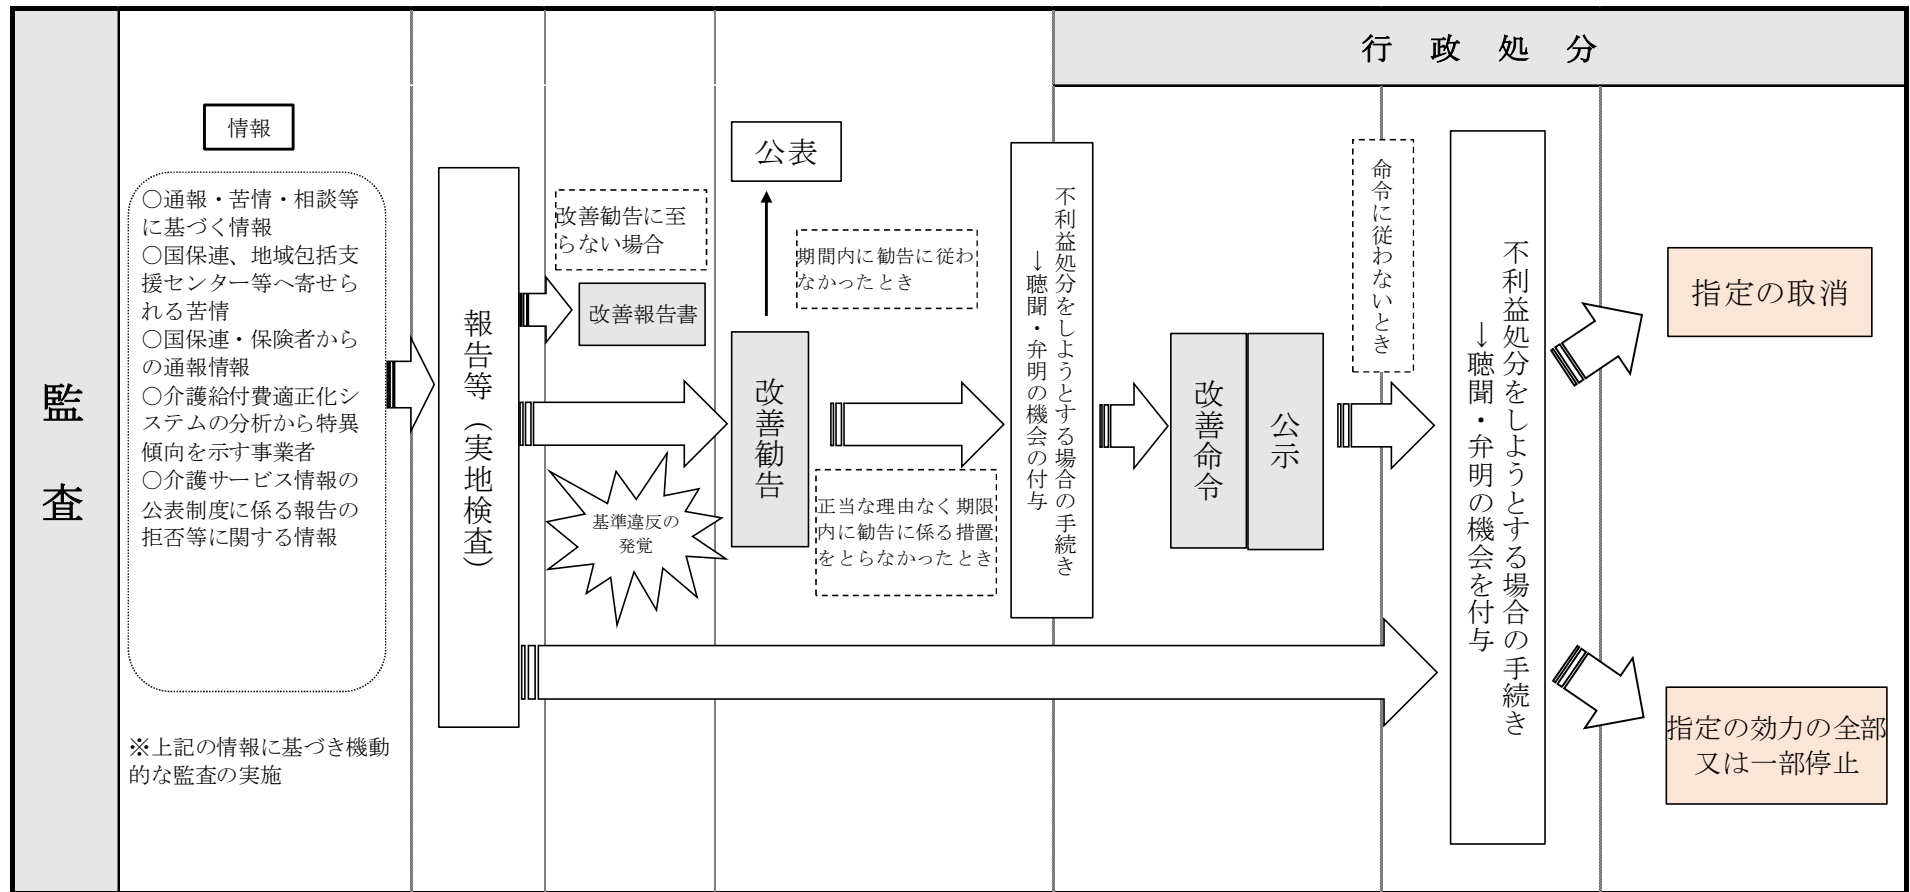 監査
行政処分
情報
○通報・苦情・相談等
に基づく情報
○国保連、地域包括支
援センター等へ寄せら
れる苦情
○国保連・保険者から
の通報情報
○介護給付費適正化シ
ステムの分析から特異
傾向を示す事業者
○介護サービス情報の
公表制度に係る報告の
拒否等に関する情報
※上記の情報に基づき機動
的な監査の実施
報告等（実地検査）
改善勧告に至
らない場合
改善報告書
基準違反の
発覚
公表
期間内に勧告に従わ
なかったとき
改善勧告
正当な理由なく期限
内に勧告に係る措置
をとらなかったとき
不利益処分をしようとする場合の手続き
→聴聞・弁明の機会の付与
改善命令
公示
命令に従わないとき
不利益処分をしようとする場合の手続き
→聴聞・弁明の機会を付与
指定の取消
指定の効力の全部
又は一部停止